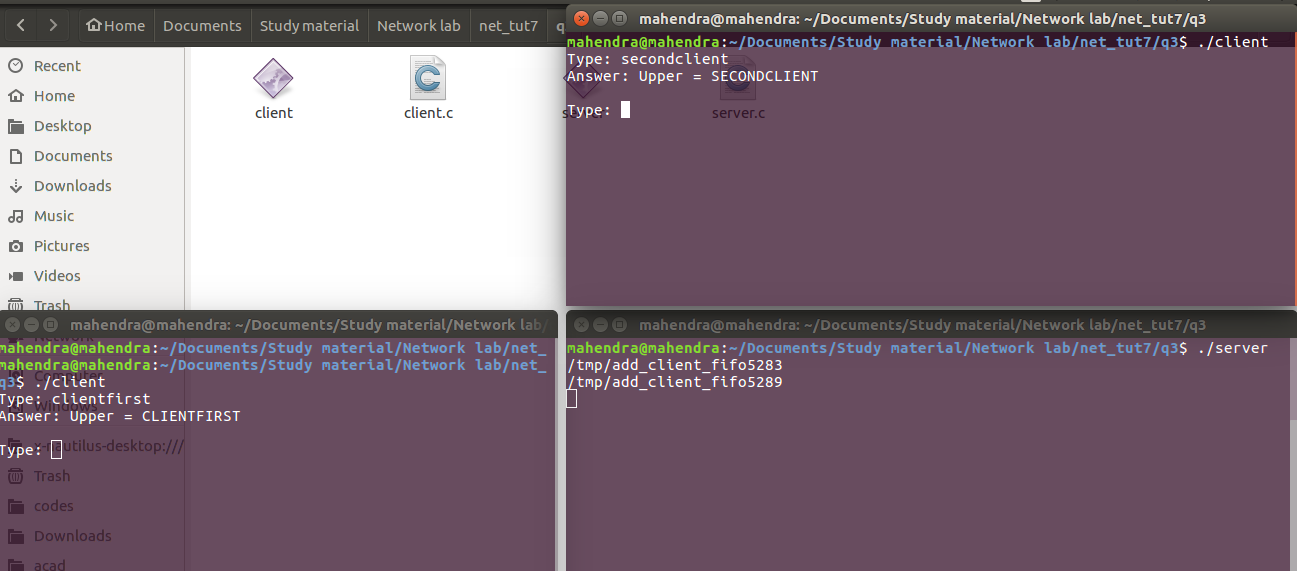 Home Documents Study material Network lab net_tut7 q
Recent
Home
Desktop
Documents
Downloads
Music
Pictures
Videos
Trash
client
client.c
server.c
mahendra@mahendra: ~/Documents/Study material/Network lab/net_tut7/q3
mahendra@mahendra:~/Documents/Study material/Network lab/net_tut7/q3$ ./client
Type: secondclient
Answer: Upper = SECONDCLIENT
Type:
mahendra@mahendra: ~/Documents/Study material/Network lab/
mahendra@mahendra:~/Documents/Study material/Network lab/net_
mahendra@mahendra:~/Documents/Study material/Network lab/net_
q3$ ./client
Type: clientfirst
Answer: Upper = CLIENTFIRST
Type:
Network
Computer
Windows
x-nautilus-desktop:///
Trash
codes
Downloads
acad
mahendra@mahendra: ~/Documents/Study material/Network lab/net_tut7/q3
mahendra@mahendra:~/Documents/Study material/Network lab/net_tut7/q3$ ./server
/tmp/add_client_fifo5283
/tmp/add_client_fifo5289